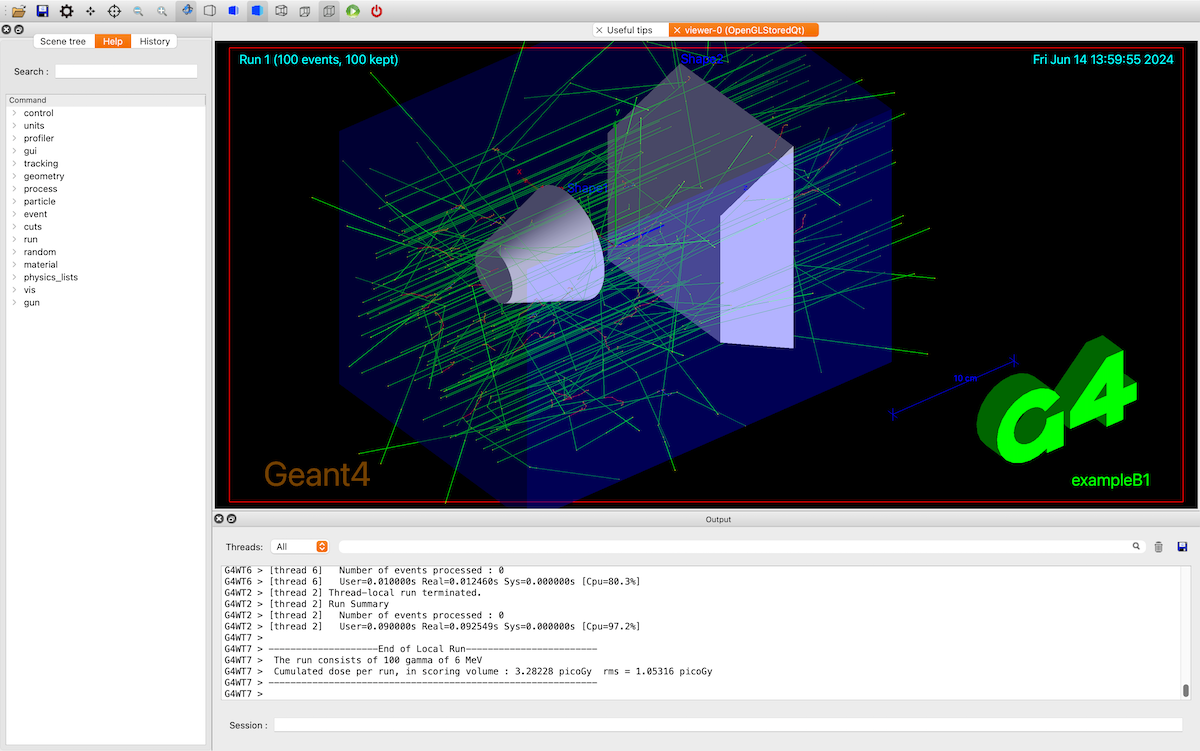 Useful tips
viewer-0 (OpenGLStoredQt)
Scene tree
Help
History
Search :
Command
control
units
profiler
gui
tracking
geometry
process
particle
event
cuts
run
random
material
physics_lists
vis
gun
Run 1 (100 events, 100 kept)
Fri Jun 14 13:59:55 2024
y
x
10 cm
G4
Geant4
exampleB1
Output
Threads:
All
G4WT6 > [thread 6]   Number of events processed : 0
G4WT6 > [thread 6]   User=0.010000s Real=0.012460s Sys=0.000000s [Cpu=80.3%]
G4WT2 > [thread 2] Thread-local run terminated.
G4WT2 > [thread 2] Run Summary
G4WT2 > [thread 2]   Number of events processed : 0
G4WT2 > [thread 2]   User=0.090000s Real=0.092549s Sys=0.000000s [Cpu=97.2%]
G4WT7 >
G4WT7 > --------------------End of Local Run------------------------
G4WT7 >  The run consists of 100 gamma of 6 MeV
G4WT7 >  Cumulated dose per run, in scoring volume : 3.28228 picoGy  rms = 1.05316 picoGy
G4WT7 > ------------------------------------------------------------
G4WT7 >
Session :